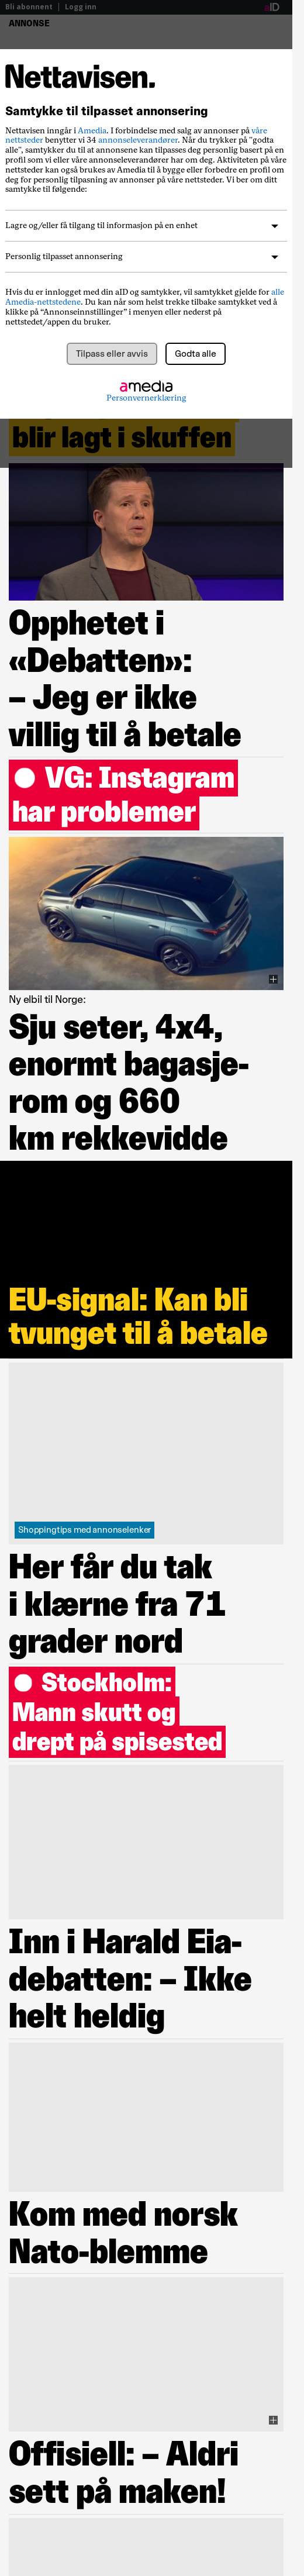 Bli abonnent | Logg inn aID
ANNONSE
Nettavisen.
Samtykke til tilpasset annonsering
Nettavisen inngår i Amedia. I forbindelse med salg av annonser på våre
nettsteder benytter vi 34 annonseleverandører. Når du trykker på "godta
alle", samtykker du til at annonsene kan tilpasses deg personlig basert på en
profil som vi eller våre annonseleverandører har om deg. Aktiviteten på våre
nettsteder kan også brukes av Amedia til å bygge eller forbedre en profil om
deg for personlig tilpasning av annonser på våre nettsteder. Vi ber om ditt
samtykke til følgende:
Lagre og/eller få tilgang til informasjon på en enhet
Personlig tilpasset annonsering
Hvis du er innlogget med din aID og samtykker, vil samtykket gjelde for alle
Amedia-nettstedene. Du kan når som helst trekke tilbake samtykket ved å
klikke på “Annonseinnstillinger” i menyen eller nederst på
nettstedet/appen du bruker.
Tilpass eller avvis Godta alle
amedia
Personvernerklæring
blir lagt i skuffen
Opphetet i
«Debatten»:
– Jeg er ikke
villig til å betale
VG: Instagram
har problemer
Ny elbil til Norge:
Sju seter, 4x4,
enormt bagasje-
rom og 660
km rekkevidde
EU-signal: Kan bli
tvunget til å betale
Shoppingtips med annonselenker
Her får du tak
i klærne fra 71
grader nord
Stockholm:
Mann skutt og
drept på spisested
Inn i Harald Eia-
debatten: – Ikke
helt heldig
Kom med norsk
Nato-blemme
Offisiell: – Aldri
sett på maken!